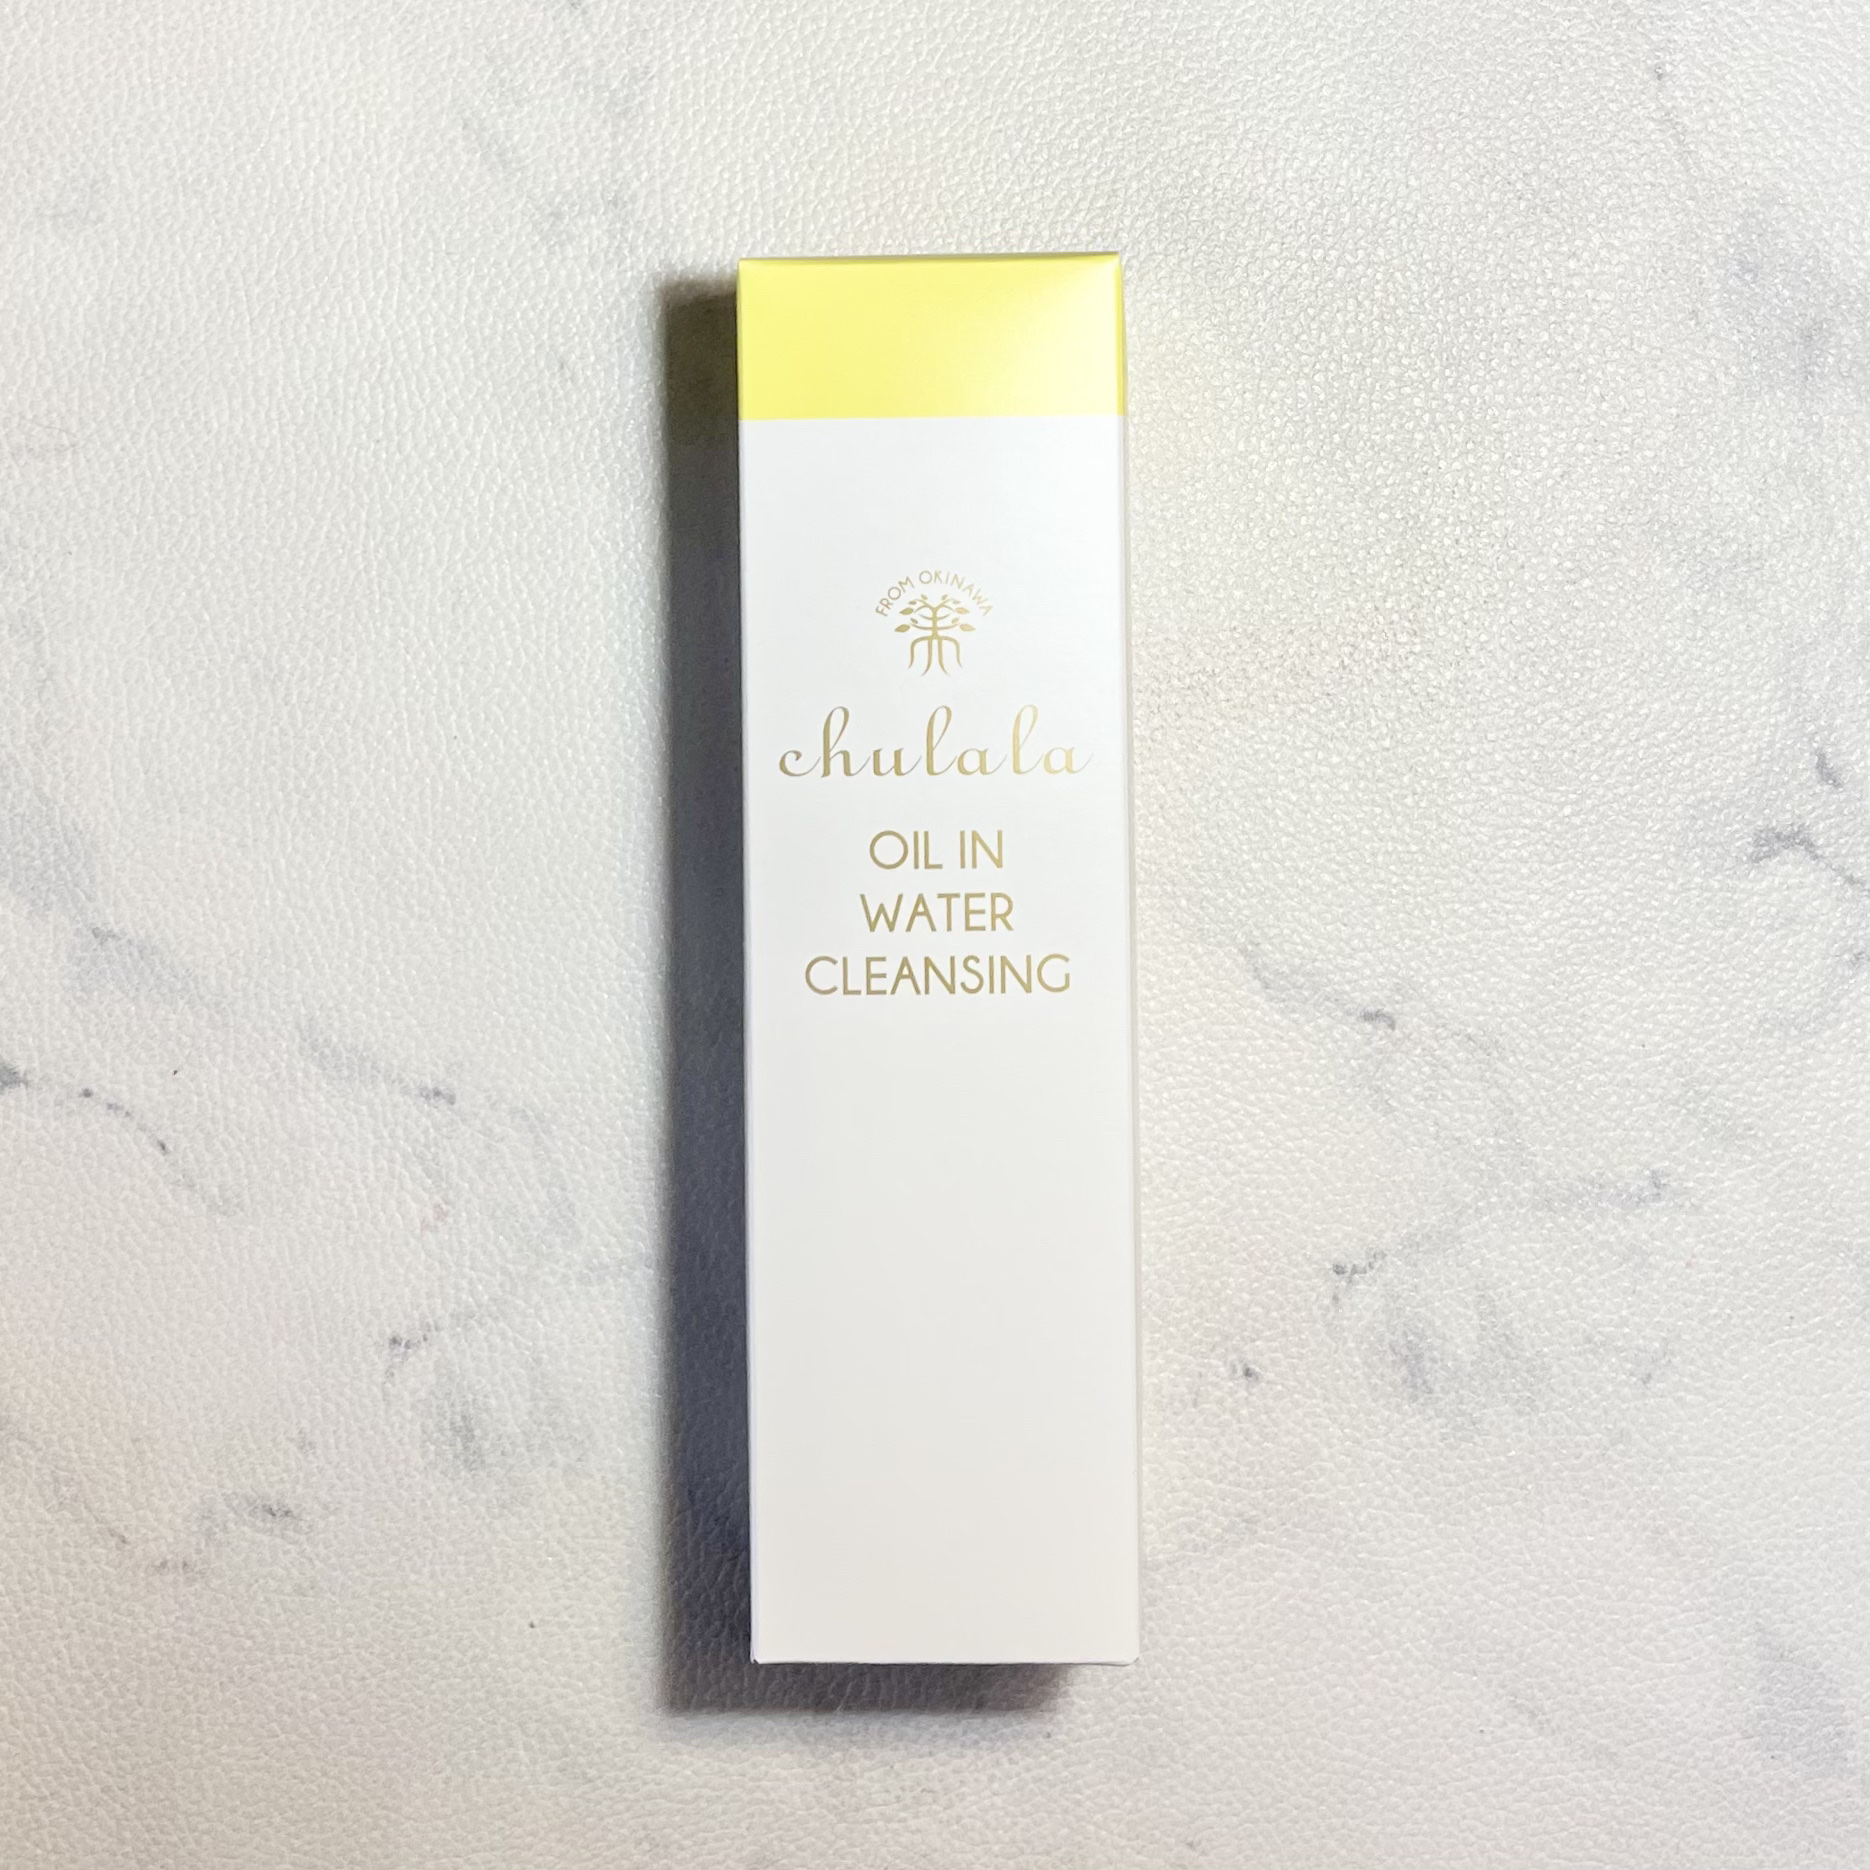 FROM OKINAWA
chulala
OIL IN
WATER
CLEANSING